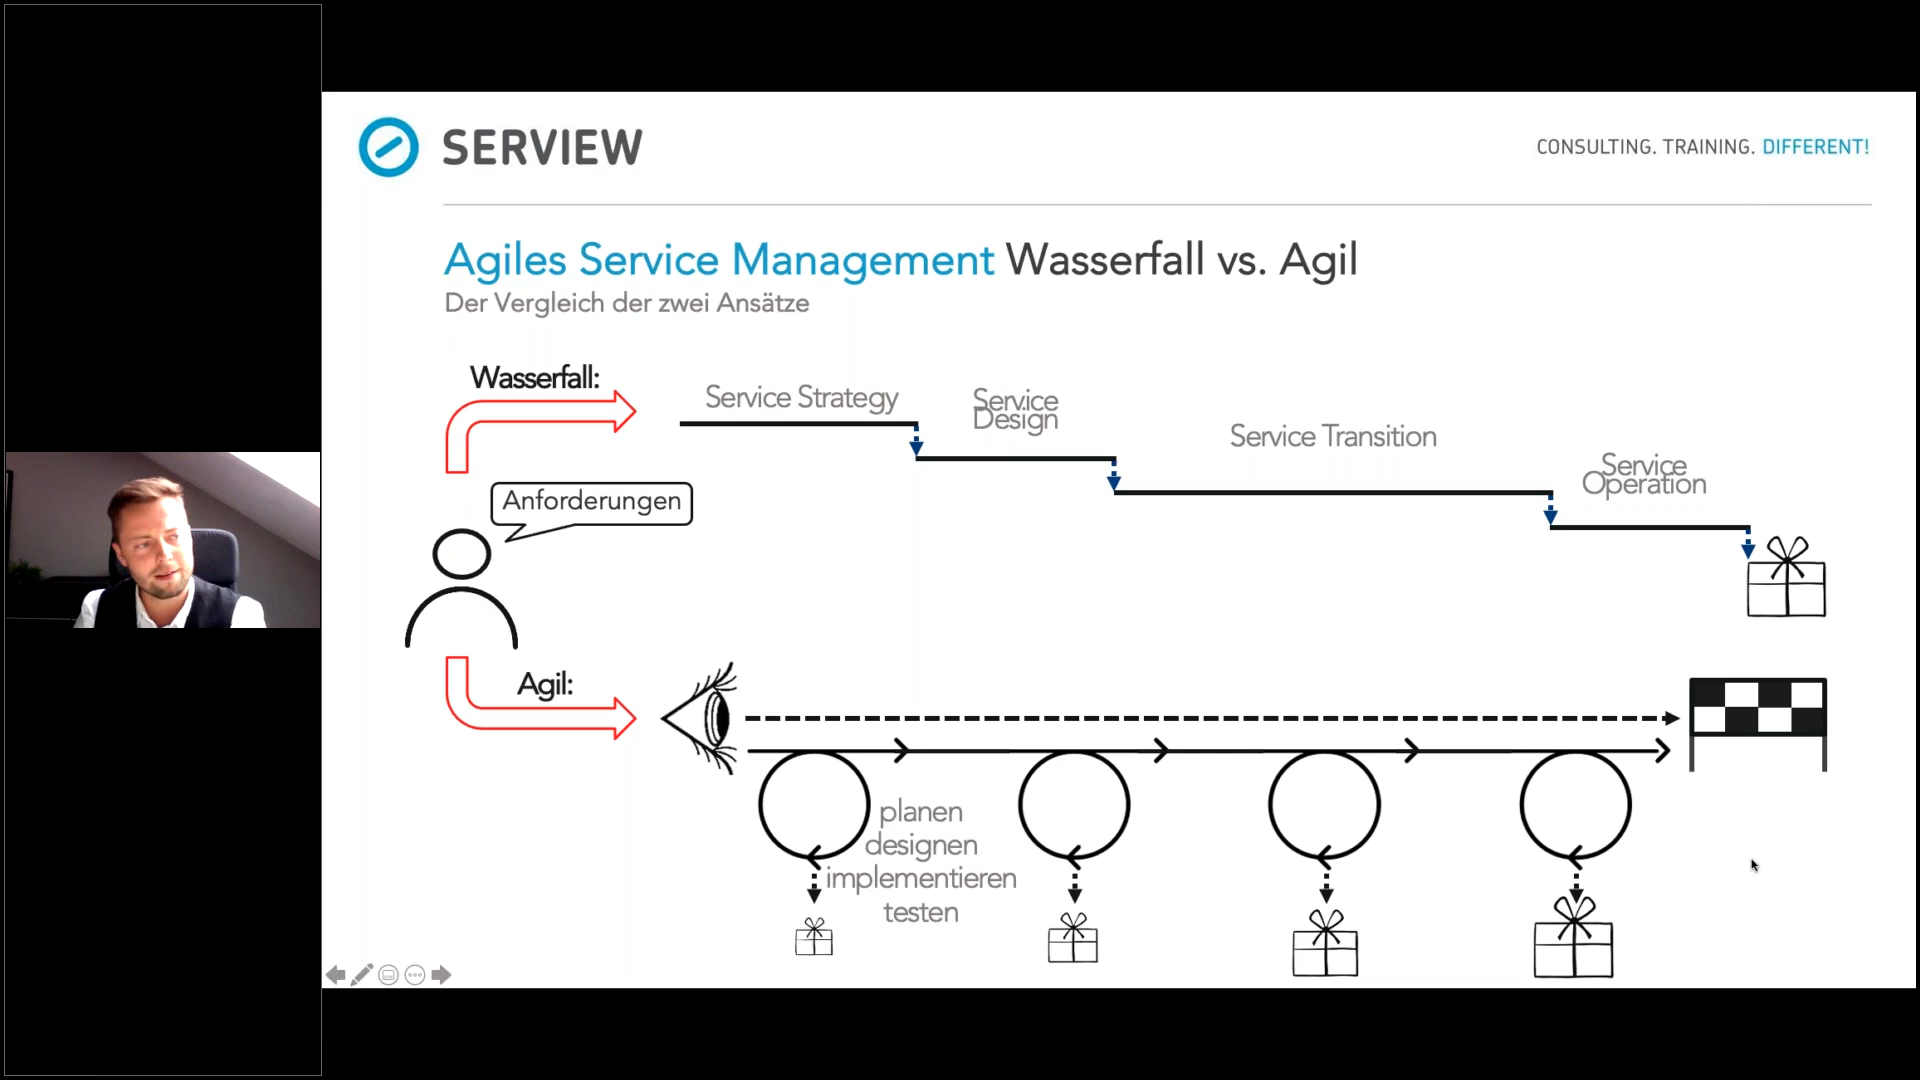 SERVIEW
CONSULTING. TRAINING. DIFFERENT!
Agiles Service Management Wasserfall vs. Agil
Der Vergleich der zwei Ansätze
Wasserfall:
Service Strategy
Service
Design
Service Transition
Service
Operation
Anforderungen
Agil:
planen
designen
implementieren
testen